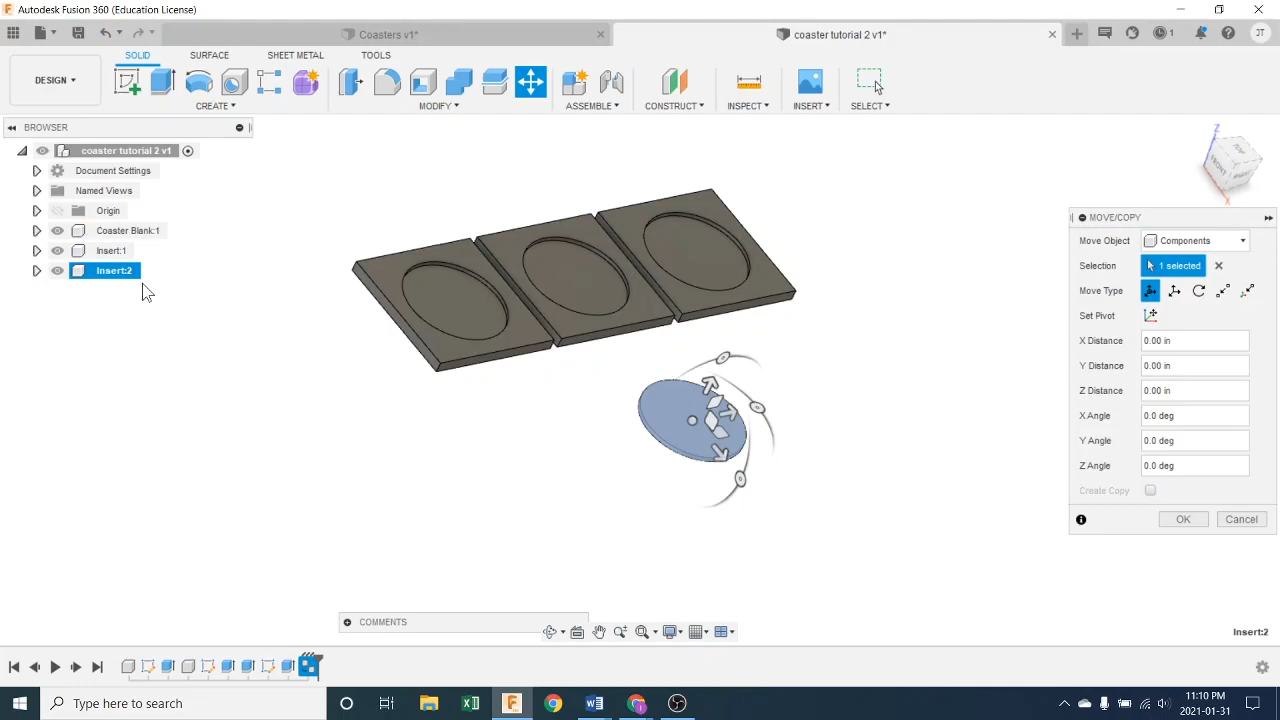 Autodesk Fusion 360 (Education License)
Coasters v1*
coaster tutorial 2 v1*
1
JT
SOLID
SURFACE
SHEET METAL
TOOLS
DESIGN
CREATE
MODIFY
ASSEMBLE
CONSTRUCT
INSPECT
INSERT
SELECT
BROWSER
coaster tutorial 2 v1
Document Settings
Named Views
Origin
Coaster Blank:1
Insert:1
Insert:2
Z
TOP
FRONT
RIGHT
X
MOVE/COPY
Move Object
Components
Selection
1 selected
Move Type
Set Pivot
X Distance
0.00 in
Y Distance
0.00 in
Z Distance
0.00 in
X Angle
0.0 deg
Y Angle
0.0 deg
Z Angle
0.0 deg
Create Copy
OK
Cancel
COMMENTS
Insert:2
Type here to search
11:10 PM
2021-01-31